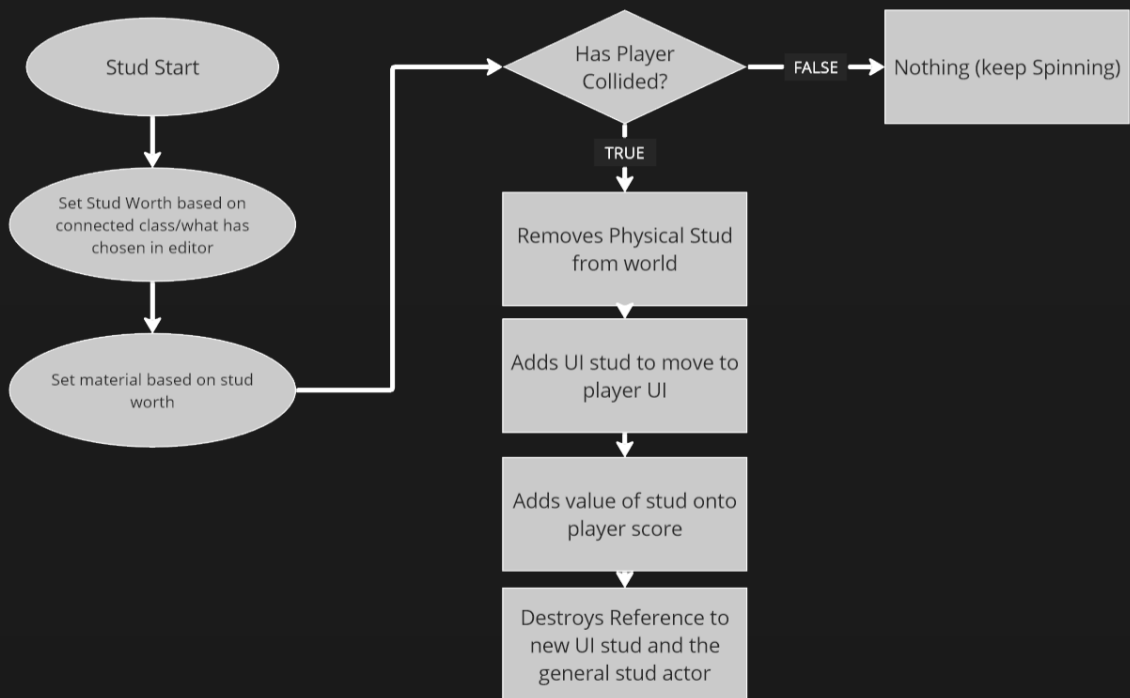 Stud Start
Set Stud Worth based on
connected class/what has
chosen in editor
Set material based on stud
worth
Has Player
Collided?
FALSE
Nothing (keep Spinning)
TRUE
Removes Physical Stud
from world
Adds UI stud to move to
player UI
Adds value of stud onto
player score
Destroys Reference to
new UI stud and the
general stud actor